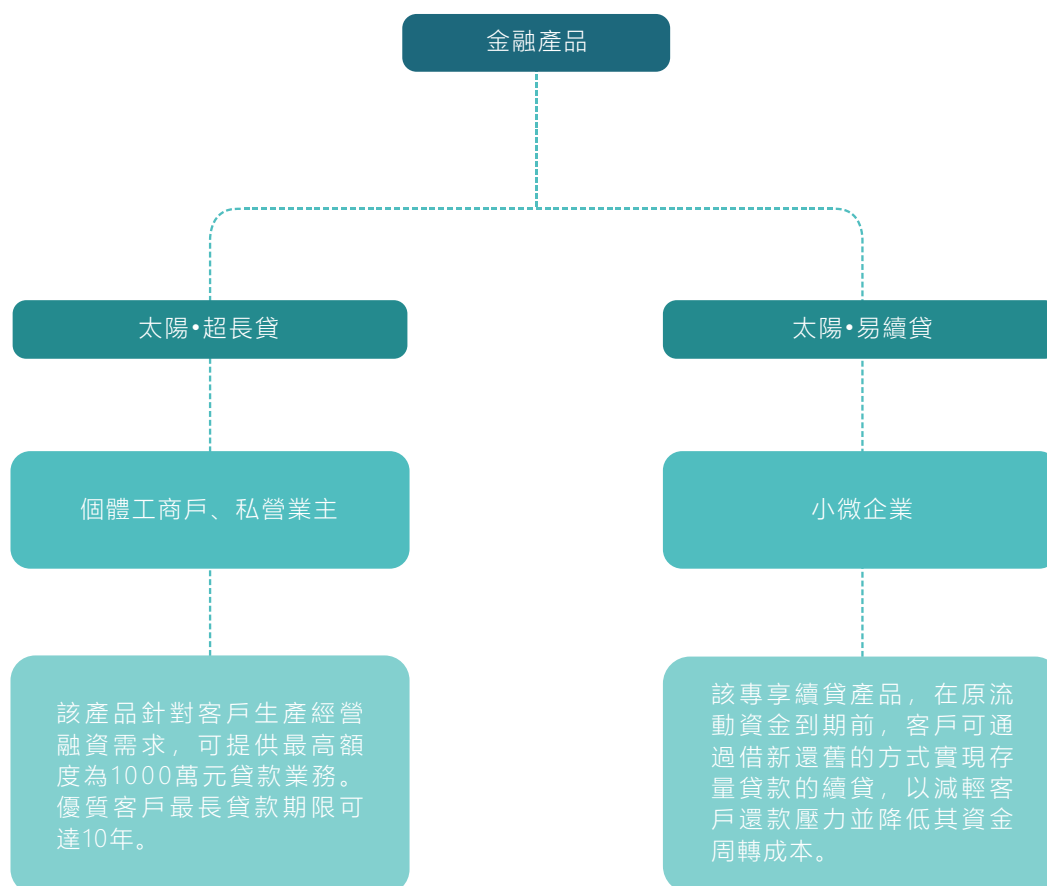 金融產品
太陽•超長貸
太陽•易續貸
個體工商戶、私營業主
小微企業
該產品針對客戶生產經營
融資需求，可提供最高額
度為1000萬元貸款業務。
優質客戶最長貸款期限可
達10年。
該專享續貸產品，在原流
動資金到期前，客戶可通
過借新還舊的方式實現存
量貸款的續貸，以減輕客
戶還款壓力並降低其資金
周轉成本。